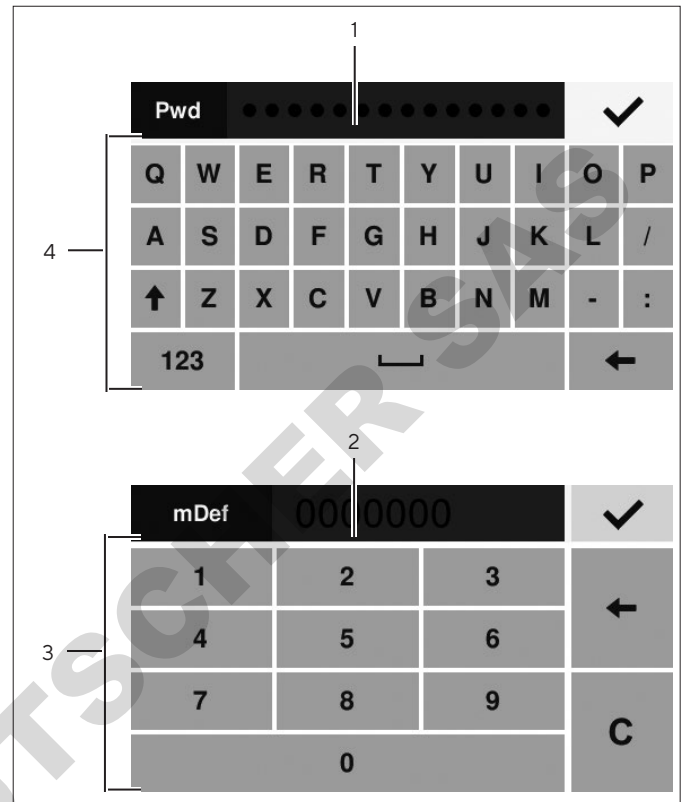 1
Pwd
Q W E R T Y U I O P
4
A S D F G H J K L /
Z X C V B N M - :
123
2
mDef 0000000
1 2 3
3
4 5 6
7 8 9
C
0
TSCHER SAS